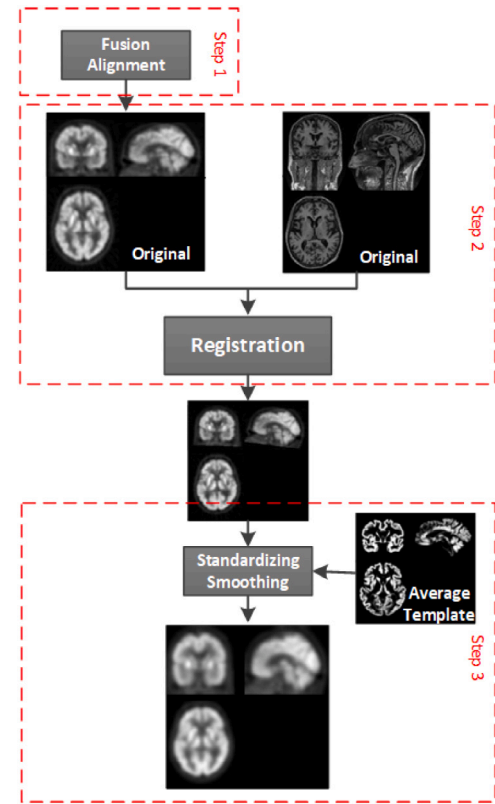 Fusion
Alignment
Step 1
Original
Original
Step 2
Registration
Standardizing
Smoothing
Average
Template
Step 3